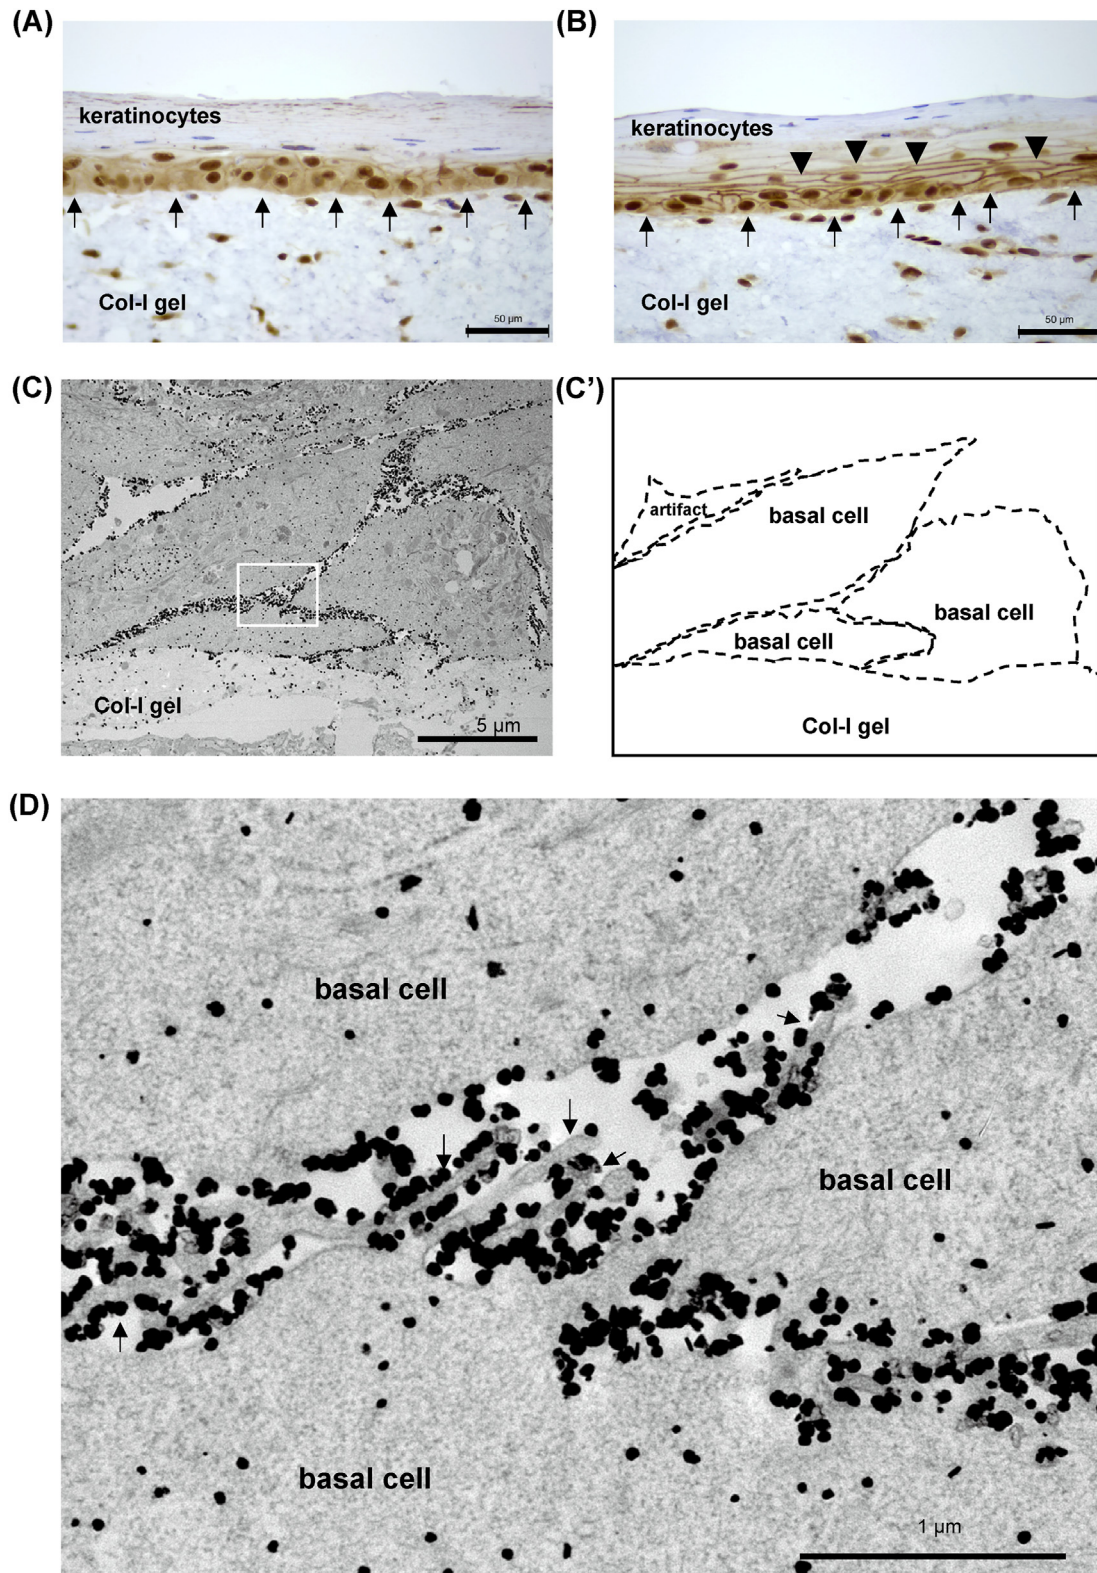 (A)
keratinocytes
Col-I gel
50 µm
(B)
keratinocytes
Col-I gel
50 µm
(C)
Col-I gel
5 µm
(C’)
artifact
basal cell
basal cell
basal cell
Col-I gel
(D)
basal cell
basal cell
basal cell
1 µm